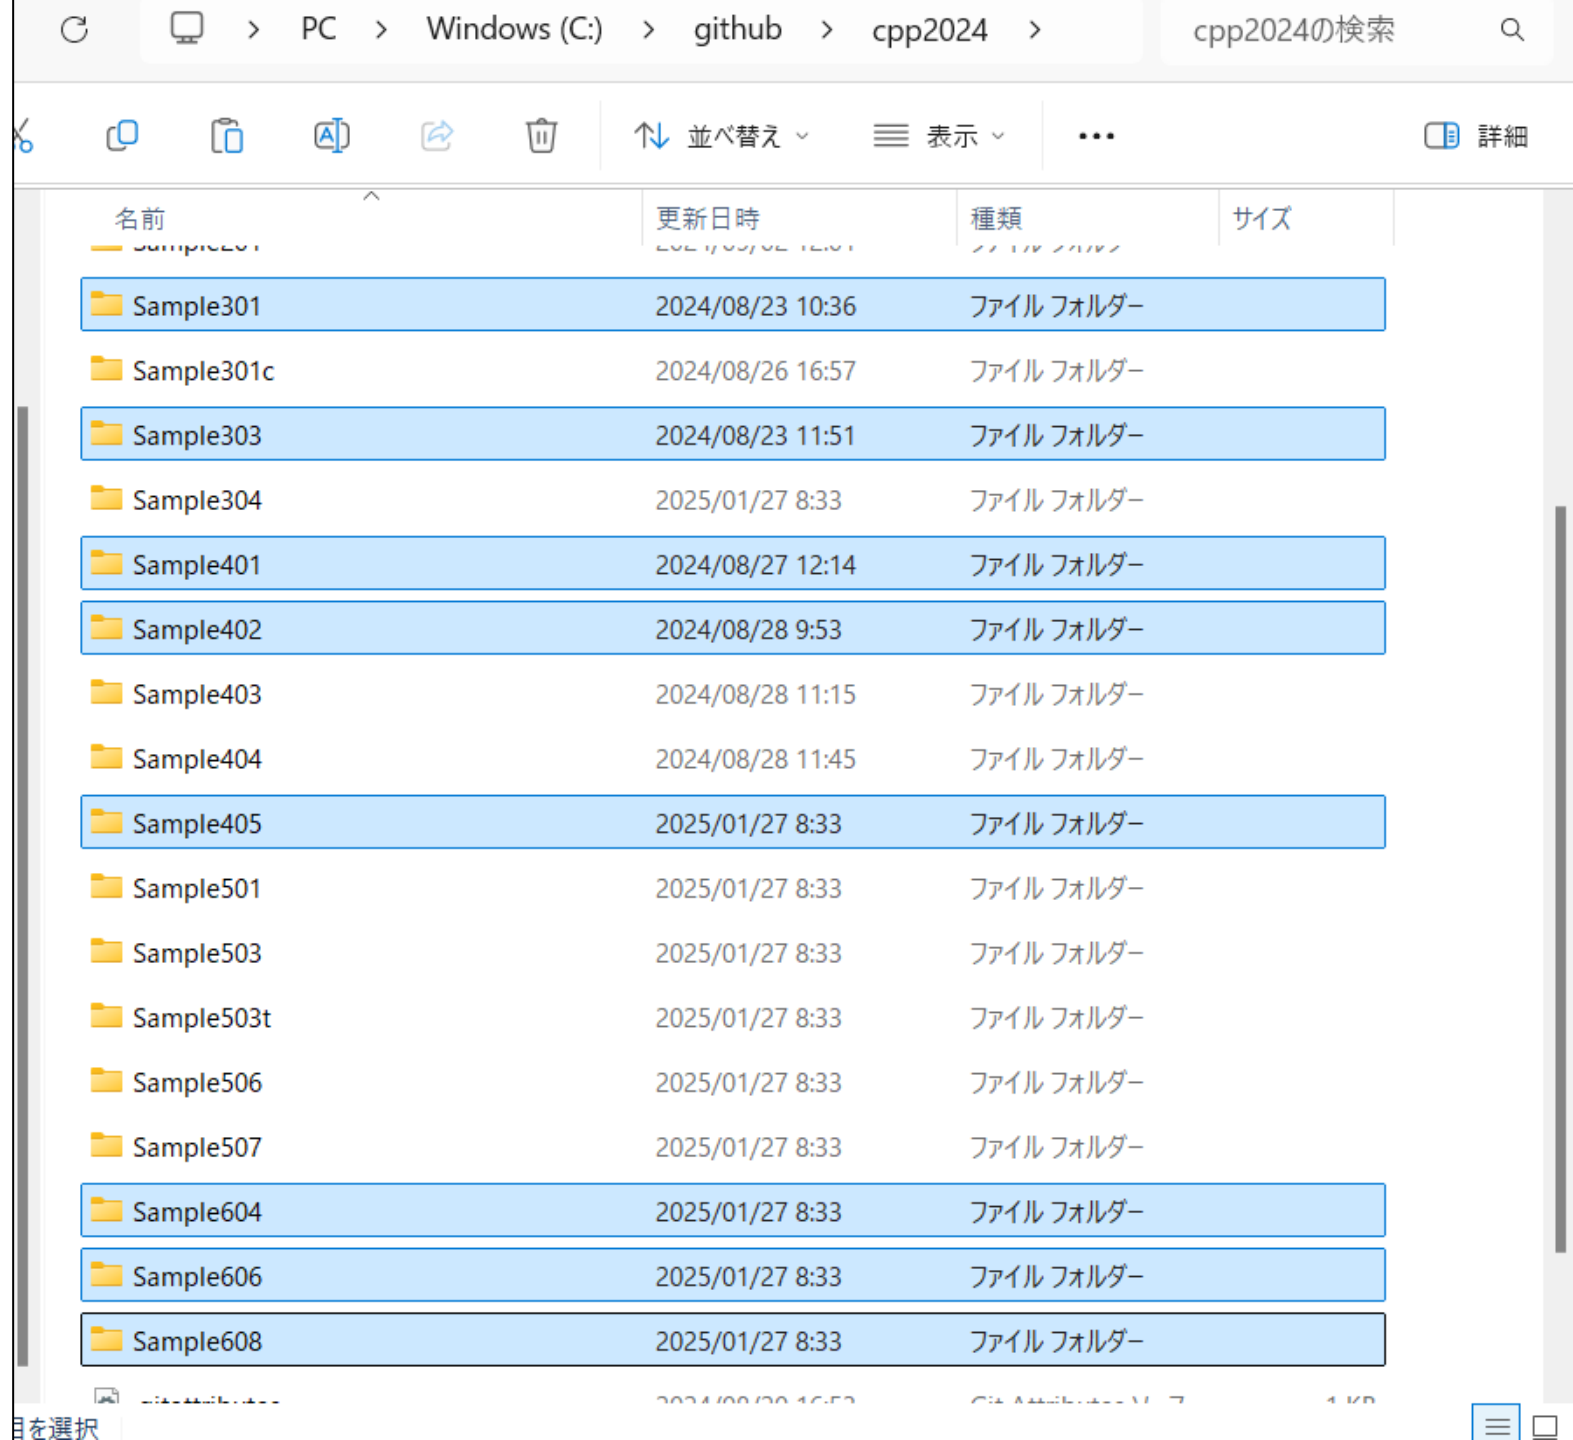 PC > Windows (C:) > github > cpp2024 > cpp2024の検索
並べ替え 表示 ••• 詳細
名前 更新日時 種類 サイズ
Sample301 2024/08/23 10:36 ファイル フォルダー
Sample301c 2024/08/26 16:57 ファイル フォルダー
Sample303 2024/08/23 11:51 ファイル フォルダー
Sample304 2025/01/27 8:33 ファイル フォルダー
Sample401 2024/08/27 12:14 ファイル フォルダー
Sample402 2024/08/28 9:53 ファイル フォルダー
Sample403 2024/08/28 11:15 ファイル フォルダー
Sample404 2024/08/28 11:45 ファイル フォルダー
Sample405 2025/01/27 8:33 ファイル フォルダー
Sample501 2025/01/27 8:33 ファイル フォルダー
Sample503 2025/01/27 8:33 ファイル フォルダー
Sample503t 2025/01/27 8:33 ファイル フォルダー
Sample506 2025/01/27 8:33 ファイル フォルダー
Sample507 2025/01/27 8:33 ファイル フォルダー
Sample604 2025/01/27 8:33 ファイル フォルダー
Sample606 2025/01/27 8:33 ファイル フォルダー
Sample608 2025/01/27 8:33 ファイル フォルダー
目を選択